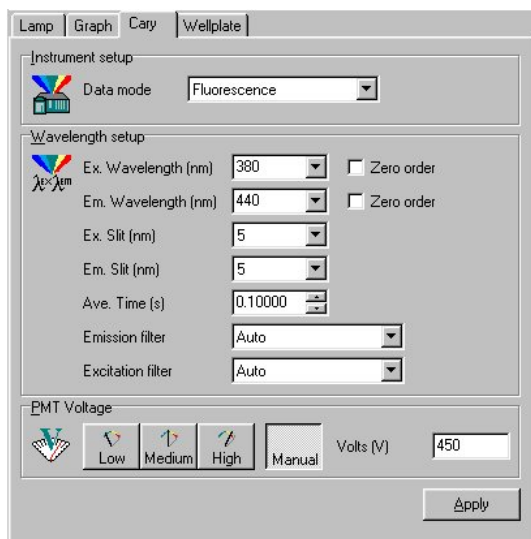 Lamp Graph Cary Wellplate
Instrument setup
Data mode Fluorescence
Wavelength setup
Ex. Wavelength (nm) 380 Zero order
λex×λem
Em. Wavelength (nm) 440 Zero order
Ex. Slit (nm) 5
Em. Slit (nm) 5
Ave. Time (s) 0.10000
Emission filter Auto
Excitation filter Auto
PMT Voltage
V Low Medium High Manual Volts (V) 450
Apply